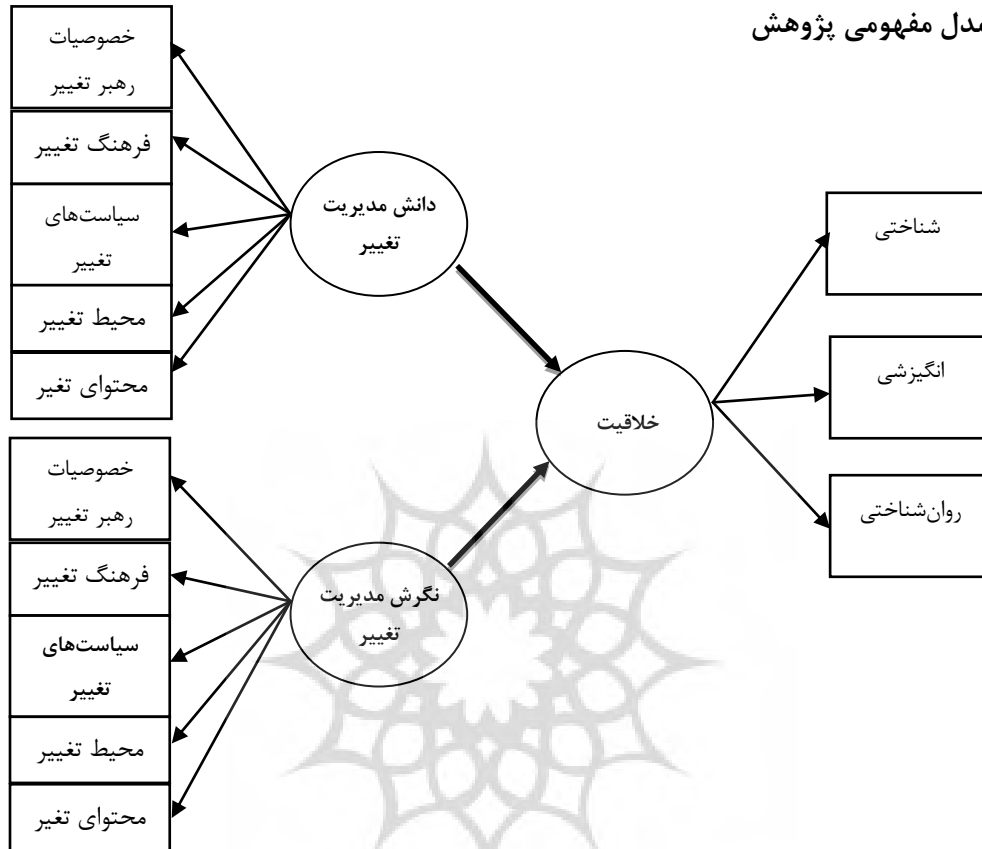 مدل مفهومی پژوهش
خصوصیات
رهبر تغییر
فرهنگ تغییر
سیاست‌های
تغییر
محیط تغییر
محتوای تغیر
دانش مدیریت
تغییر
شناختی
انگیزشی
روان‌شناختی
خلاقیت
خصوصیات
رهبر تغییر
فرهنگ تغییر
سیاست‌های
تغییر
محیط تغییر
محتوای تغیر
نگرش مدیریت
تغییر